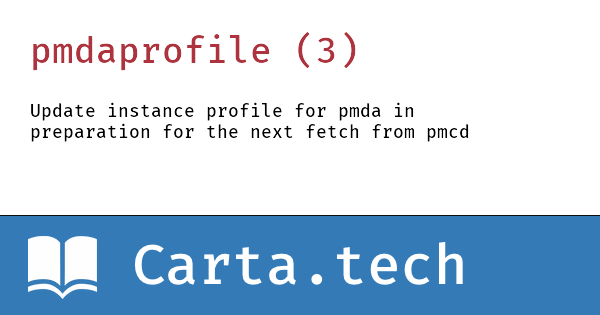 pmdaprofile (3)
Update instance profile for pmda in
preparation for the next fetch from pmcd
Carta.tech